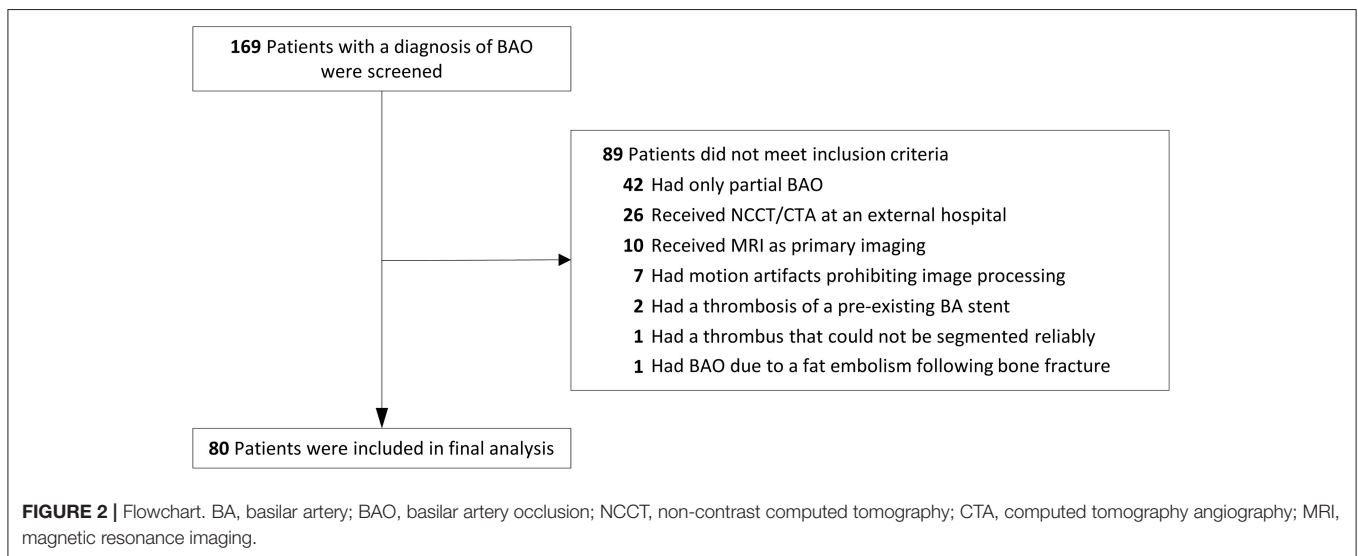 169 Patients with a diagnosis of BAO
were screened
89 Patients did not meet inclusion criteria
42 Had only partial BAO
26 Received NCCT/CTA at an external hospital
10 Received MRI as primary imaging
7 Had motion artifacts prohibiting image processing
2 Had a thrombosis of a pre-existing BA stent
1 Had a thrombus that could not be segmented reliably
1 Had BAO due to a fat embolism following bone fracture
80 Patients were included in final analysis
FIGURE 2 | Flowchart. BA, basilar artery; BAO, basilar artery occlusion; NCCT, non-contrast computed tomography; CTA, computed tomography angiography; MRI,
magnetic resonance imaging.